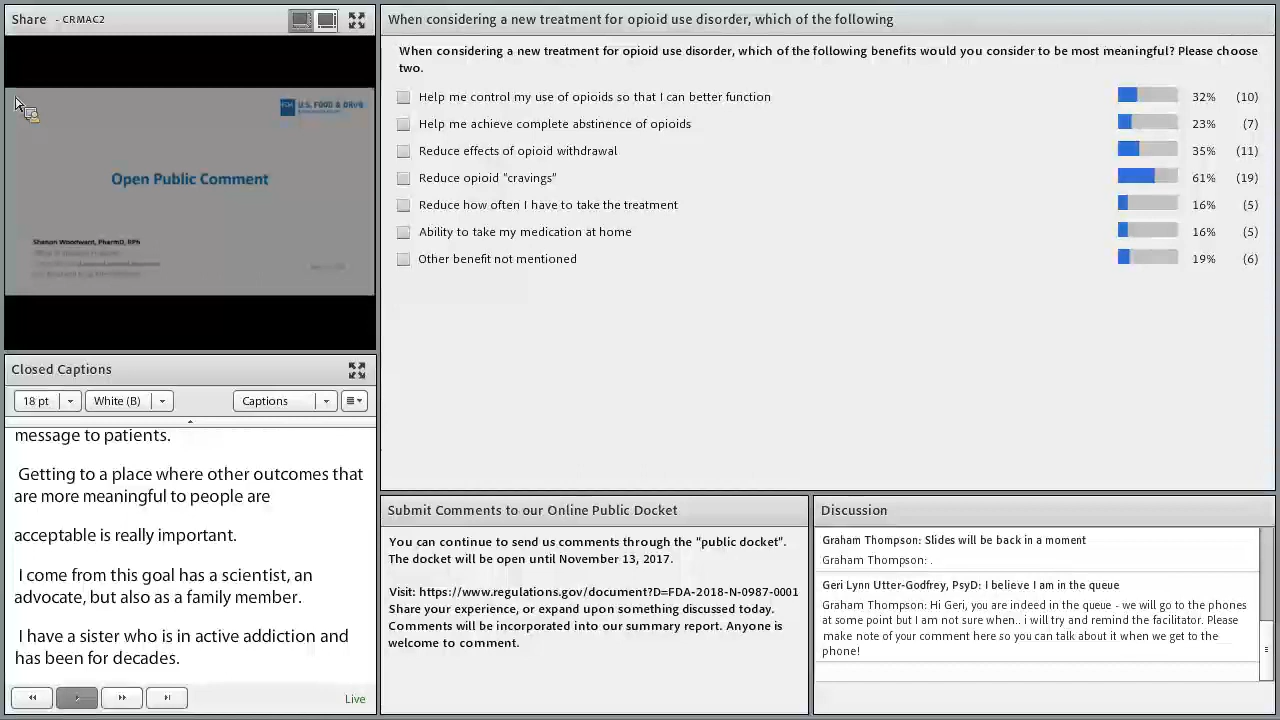 Share - CRMAC2
U.S. FOOD & DRUG
Open Public Comment
Sharon Woodward, PharmD, RPh
Closed Captions
18 pt
White (B)
Captions
message to patients.
Getting to a place where other outcomes that
are more meaningful to people are
acceptable is really important.
I come from this goal has a scientist, an
advocate, but also as a family member.
I have a sister who is in active addiction and
has been for decades.
Live
When considering a new treatment for opioid use disorder, which of the following
When considering a new treatment for opioid use disorder, which of the following benefits would you consider to be most meaningful? Please choose
two.
Help me control my use of opioids so that I can better function 32% (10)
Help me achieve complete abstinence of opioids 23% (7)
Reduce effects of opioid withdrawal 35% (11)
Reduce opioid "cravings" 61% (19)
Reduce how often I have to take the treatment 16% (5)
Ability to take my medication at home 16% (5)
Other benefit not mentioned 19% (6)
Submit Comments to our Online Public Docket
You can continue to send us comments through the "public docket".
The docket will be open until November 13, 2017.
Visit: https://www.regulations.gov/document?D=FDA-2018-N-0987-0001
Share your experience, or expand upon something discussed today.
Comments will be incorporated into our summary report. Anyone is
welcome to comment.
Discussion
Graham Thompson: Slides will be back in a moment
Graham Thompson: .
Geri Lynn Utter-Godfrey, PsyD: I believe I am in the queue
Graham Thompson: Hi Geri, you are indeed in the queue - we will go to the phones
at some point but I am not sure when.. i will try and remind the facilitator. Please
make note of your comment here so you can talk about it when we get to the
phone!